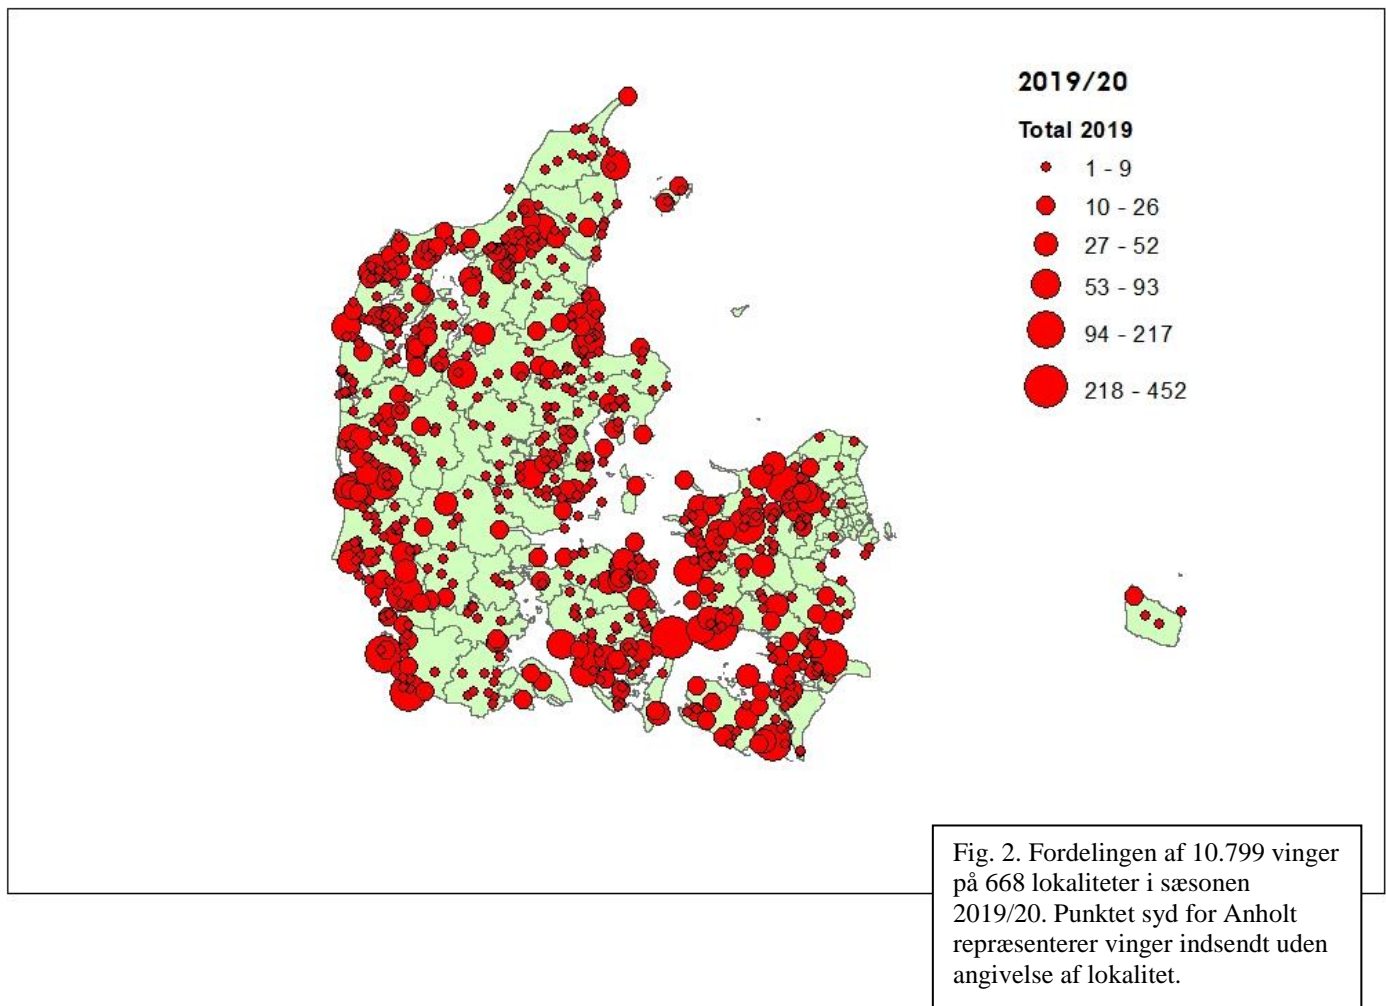 2019/20
Total 2019
1 - 9
10 - 26
27 - 52
53 - 93
94 - 217
218 - 452
Fig. 2. Fordelingen af 10.799 vinger
på 668 lokaliteter i sæsonen
2019/20. Punktet syd for Anholt
repræsenterer vinger indsendt uden
angivelse af lokalitet.